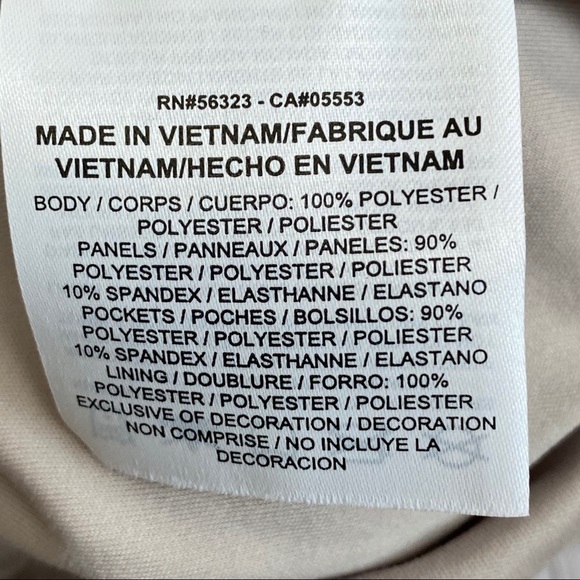 RN#56323 - CA#05553
MADE IN VIETNAM/FABRIQUE AU
VIETNAM/HECHO EN VIETNAM
BODY / CORPS / CUERPO: 100% POLYESTER /
POLYESTER / POLIESTER
PANELS / PANNEAUX / PANELES: 90%
POLYESTER / POLYESTER / POLIESTER
10% SPANDEX / ELASTHANNE / ELASTANO
POCKETS / POCHES / BOLSILLOS: 90%
POLYESTER / POLYESTER / POLIESTER
10% SPANDEX / ELASTHANNE / ELASTANO
LINING / DOUBLURE / FORRO: 100%
POLYESTER / POLYESTER / POLIESTER
EXCLUSIVE OF DECORATION / DECORATION
NON COMPRISE / NO INCLUYE LA
DECORACION